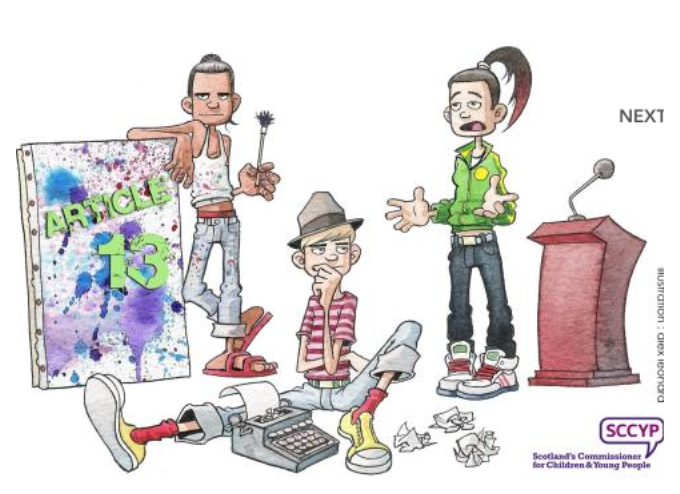 NEXT
ARTICLE
13
illustration : alex leonard
SCCYP
Scotland's Commissioner
for Children & Young People